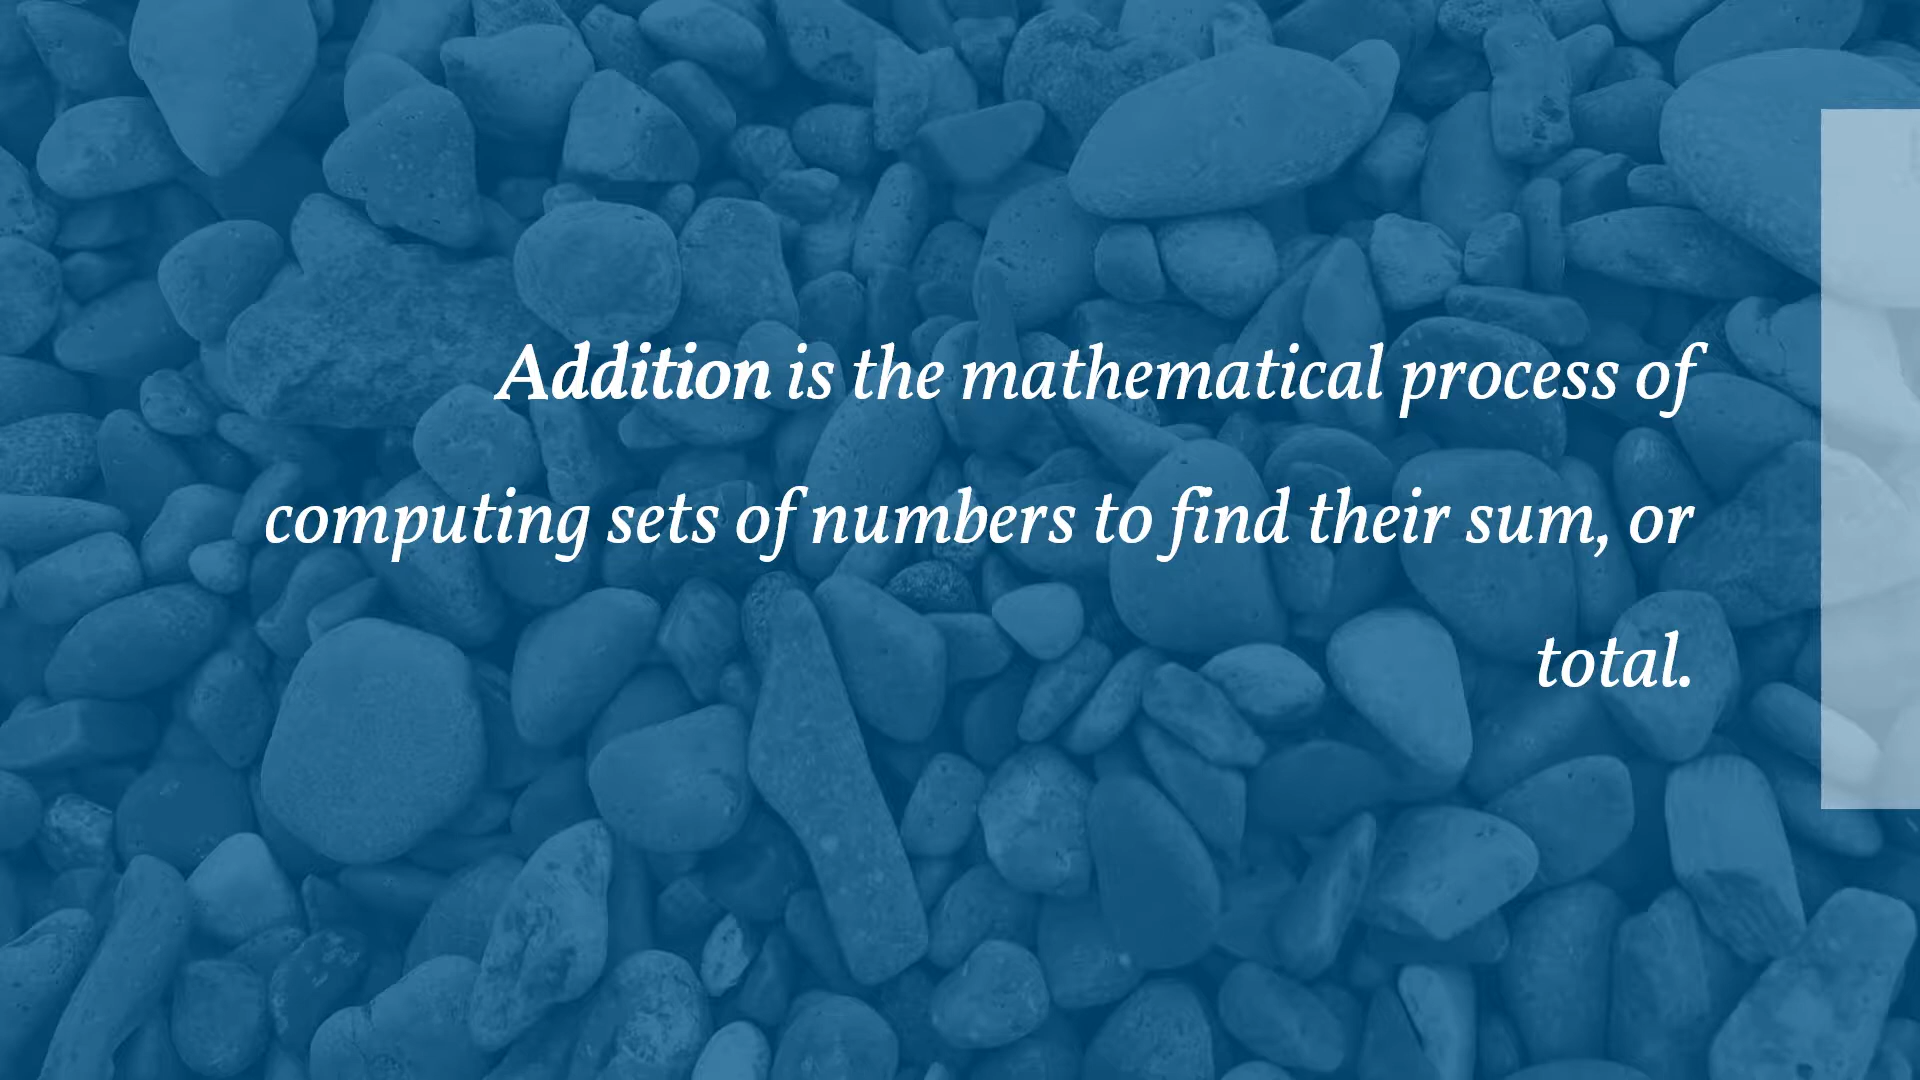 Addition is the mathematical process of
computing sets of numbers to find their sum, or
total.